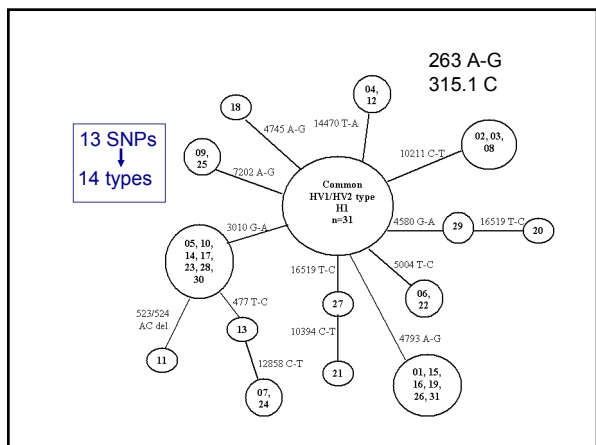 263 A-G
315.1 C
13 SNPs
14 types
04,
12
18
14470 T-A
4745 A-G
02, 03,
08
10211 C-T
09,
25
7202 A-G
Common
HV1/HV2 type
H1
n=31
3010 G-A
4580 G-A
29
16519 T-C
20
05, 10,
14, 17,
23, 28,
30
16519 T-C
5004 T-C
06,
22
523/524
AC del
477 T-C
27
13
10394 C-T
4793 A-G
11
12858 C-T
21
01, 15,
16, 19,
26, 31
07,
24